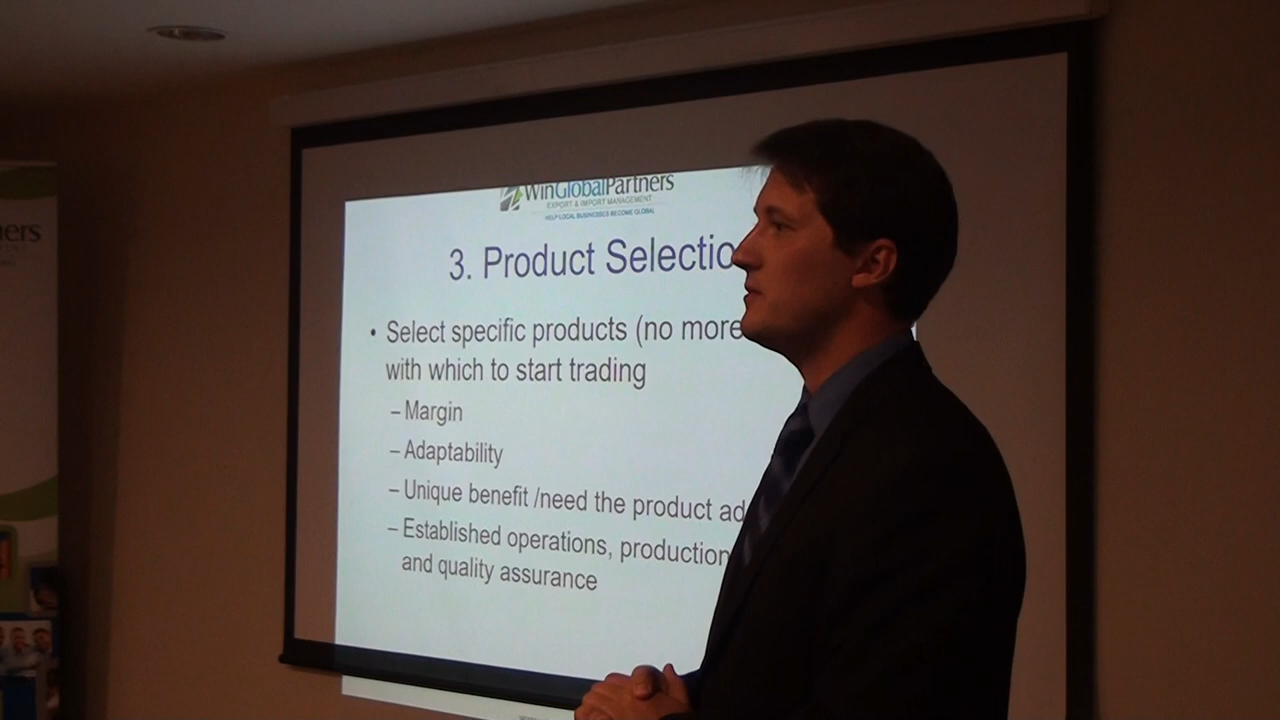 ners
WinGlobalPartners
EXPORT & IMPORT MANAGEMENT
HELP LOCAL BUSINESSES BECOME GLOBAL
3. Product Selectio
• Select specific products (no more
with which to start trading
– Margin
– Adaptability
– Unique benefit /need the product ad
– Established operations, production
and quality assurance